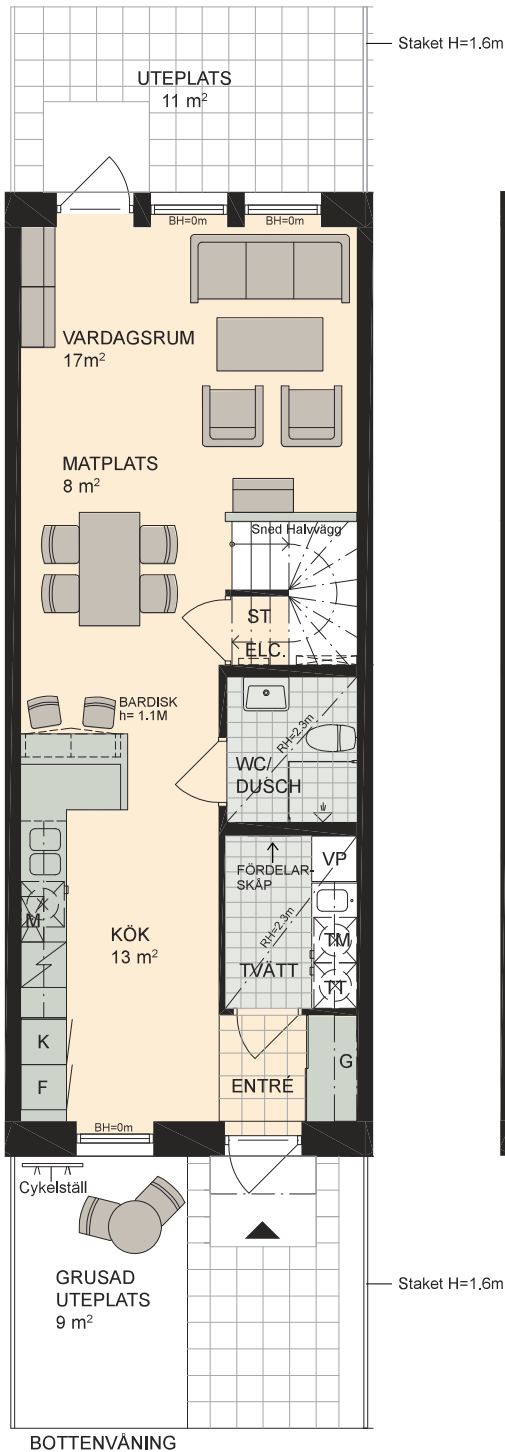 Staket H=1.6m
UTEPLATS
11 m²
BH=0m
BH=0m
VARDAGSRUM
17m²
MATPLATS
8 m²
Sned Halvvägg
ST
ELC.
BARDISK
h= 1.1M
RH=2.3m
WC/
DUSCH
FÖRDELAR-
SKÅP
VP
M
KÖK
13 m²
RH=2.3m
TM
TVÄTT
TT
K
F
G
ENTRÉ
BH=0m
Cykelställ
GRUSAD
UTEPLATS
9 m²
Staket H=1.6m
BOTTENVÅNING